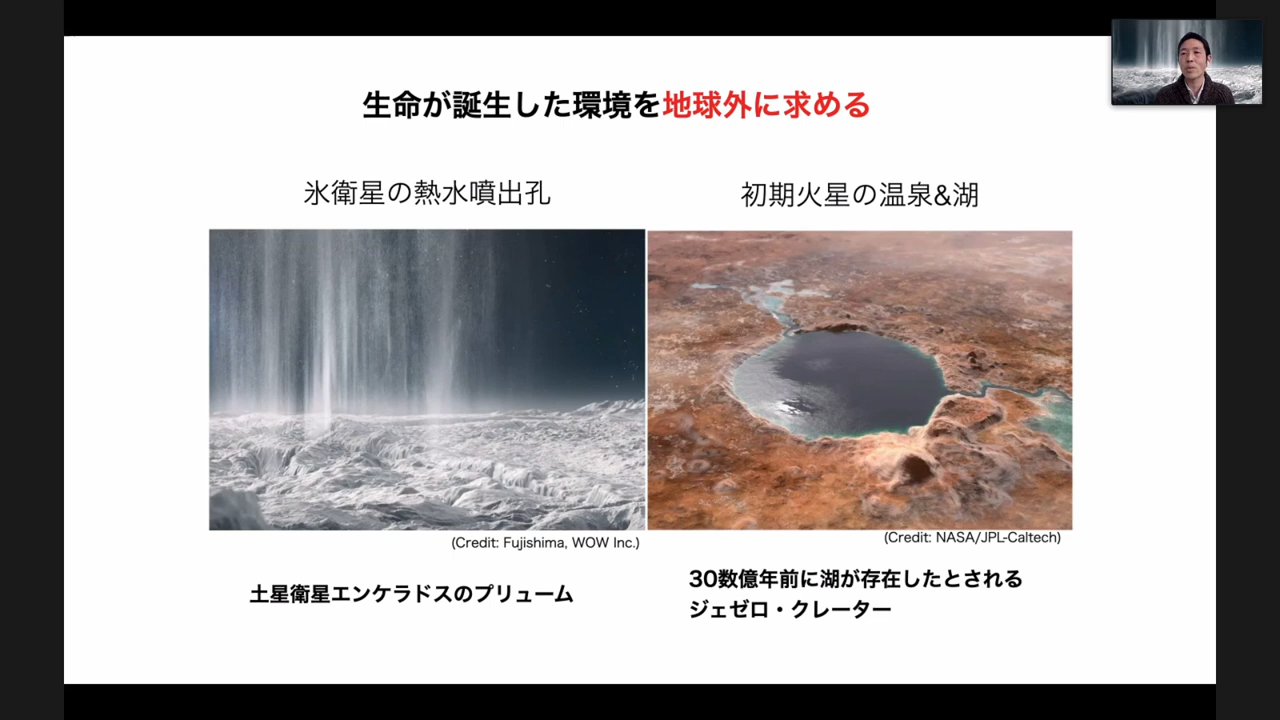 生命が誕生した環境を地球外に求める
氷衛星の熱水噴出孔
初期火星の温泉&湖
(Credit: Fujishima, WOW Inc.)
(Credit: NASA/JPL-Caltech)
土星衛星エンケラドスのプリューム
30数億年前に湖が存在したとされる
ジェゼロ・クレーター